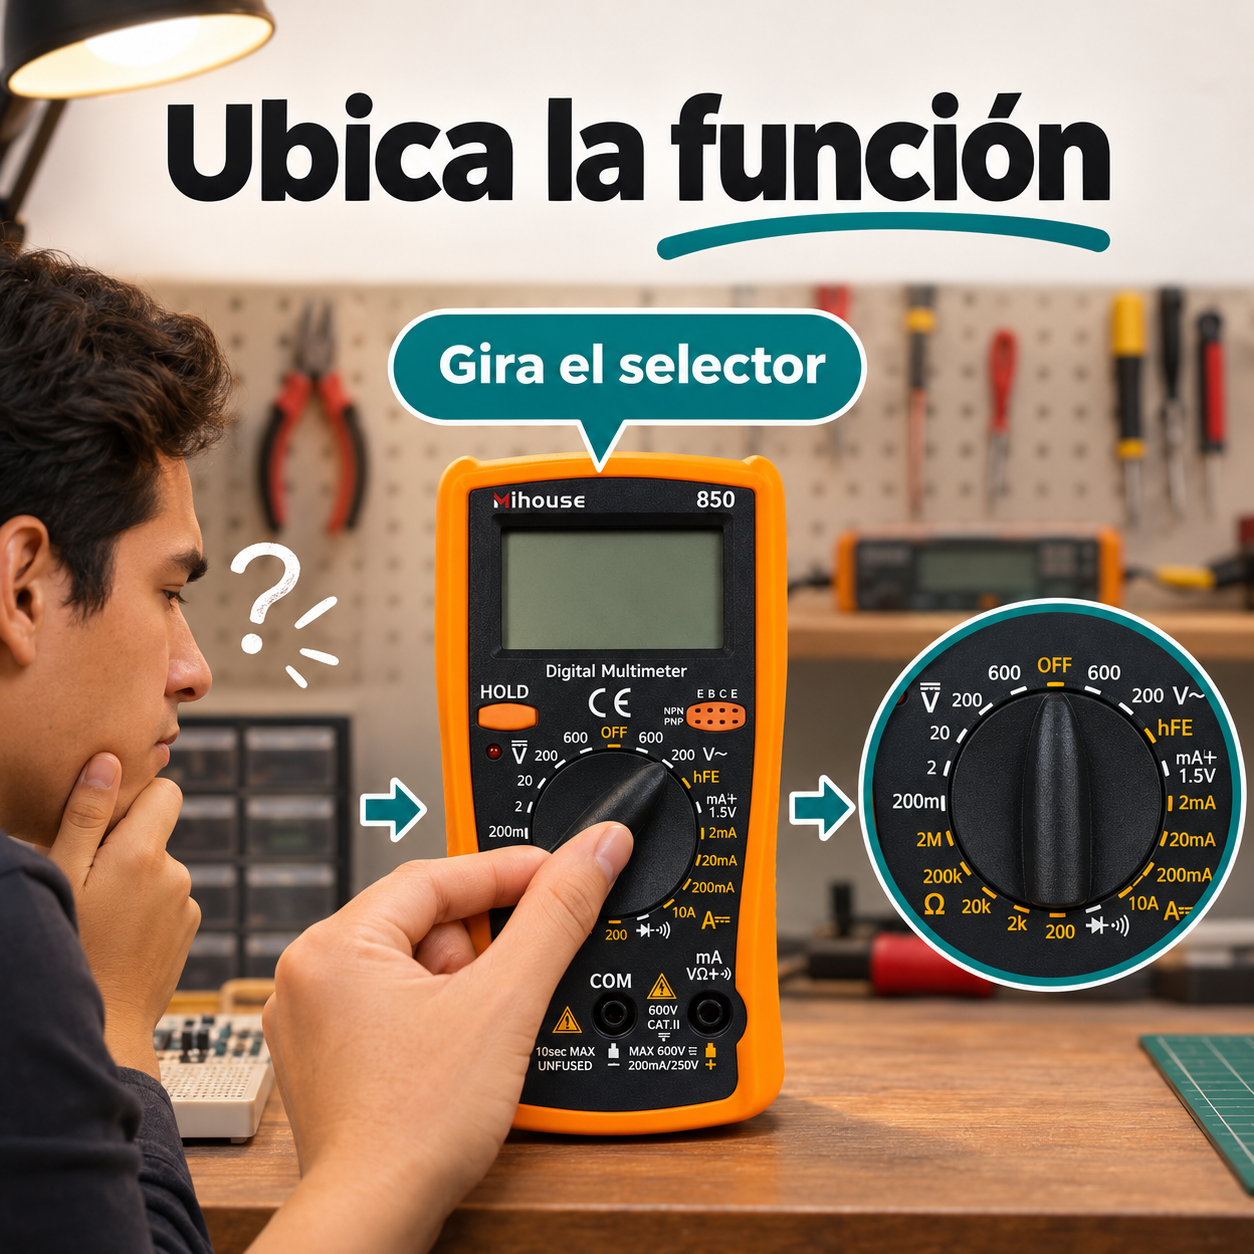 Ubica la función
Gira el selector
Mihouse 850
Digital Multimeter
HOLD
CE
E B C E
NPN
PNP
OFF
600 600
V 200 200 V~
20 hFE
2 mA
1.5V
200m 2mA
20mA
200mA
10A A
200
COM
mA
VΩ
600V
CAT.II
10sec MAX
UNFUSED
MAX 600V
200mA/250V
− +
?
OFF
600 600
V 200 200 V~
20 hFE
2 mA
1.5V
200m 2mA
2M 20mA
200k 200mA
Ω 20k 10A A
2k 200